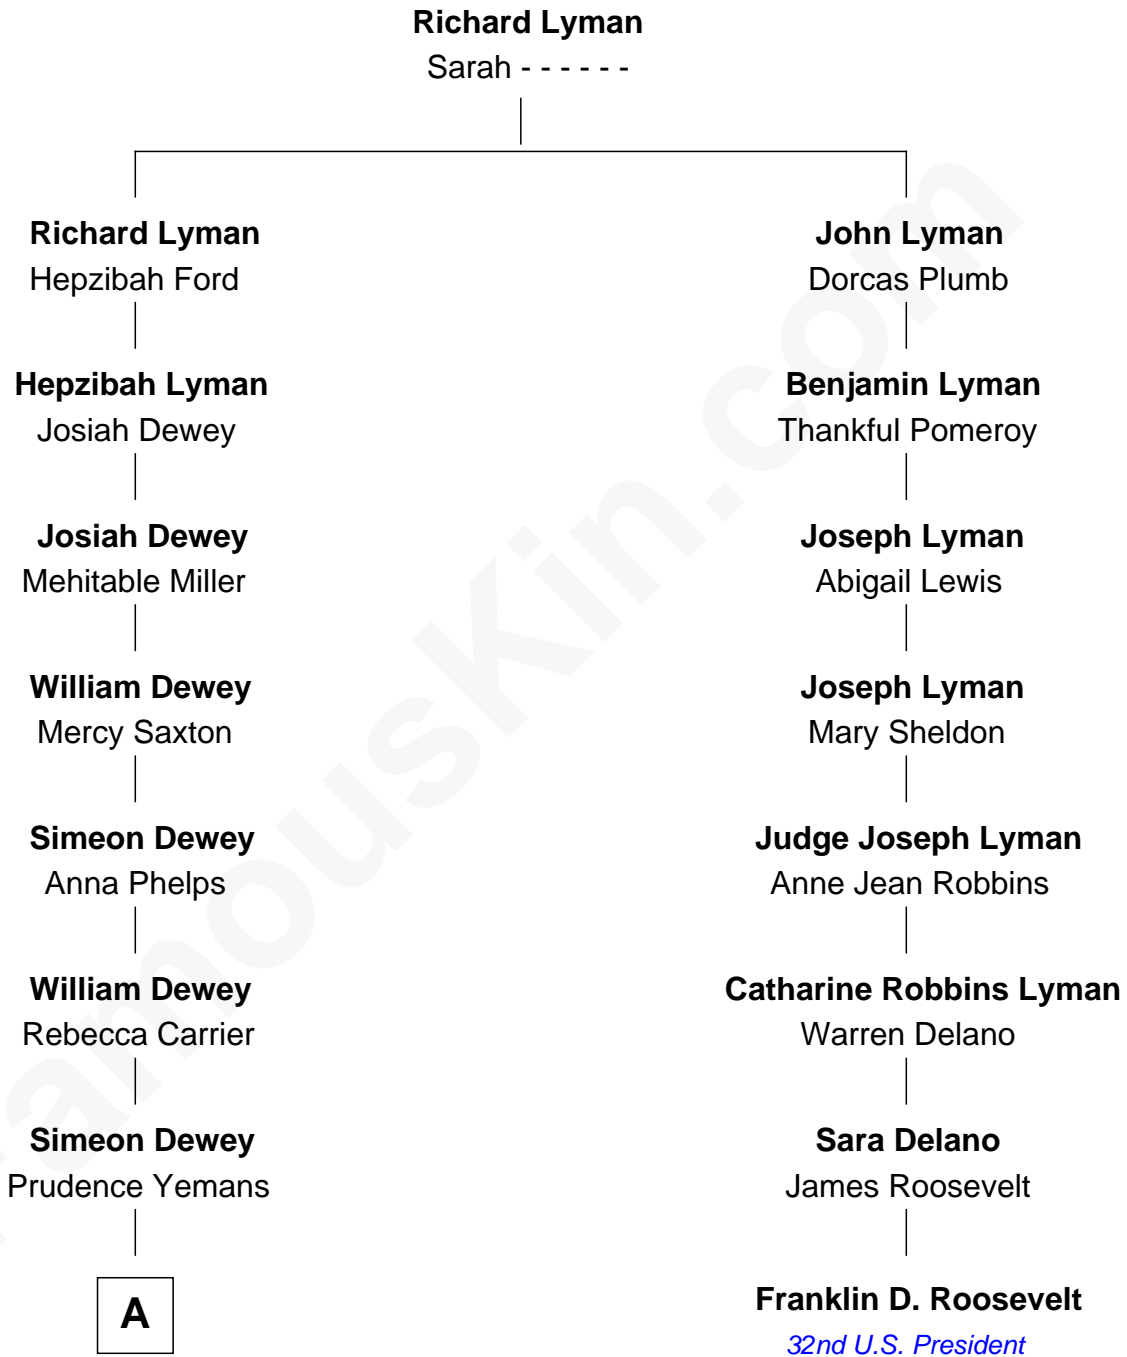 Richard Lyman
Sarah - - - - - -
Richard Lyman
Hepzibah Ford
John Lyman
Dorcas Plumb
Hepzibah Lyman
Josiah Dewey
Benjamin Lyman
Thankful Pomeroy
Josiah Dewey
Mehitable Miller
Joseph Lyman
Abigail Lewis
William Dewey
Mercy Saxton
Joseph Lyman
Mary Sheldon
Simeon Dewey
Anna Phelps
Judge Joseph Lyman
Anne Jean Robbins
William Dewey
Rebecca Carrier
Catharine Robbins Lyman
Warren Delano
Simeon Dewey
Prudence Yemans
Sara Delano
James Roosevelt
A
Franklin D. Roosevelt
32nd U.S. President
FamousKin.com